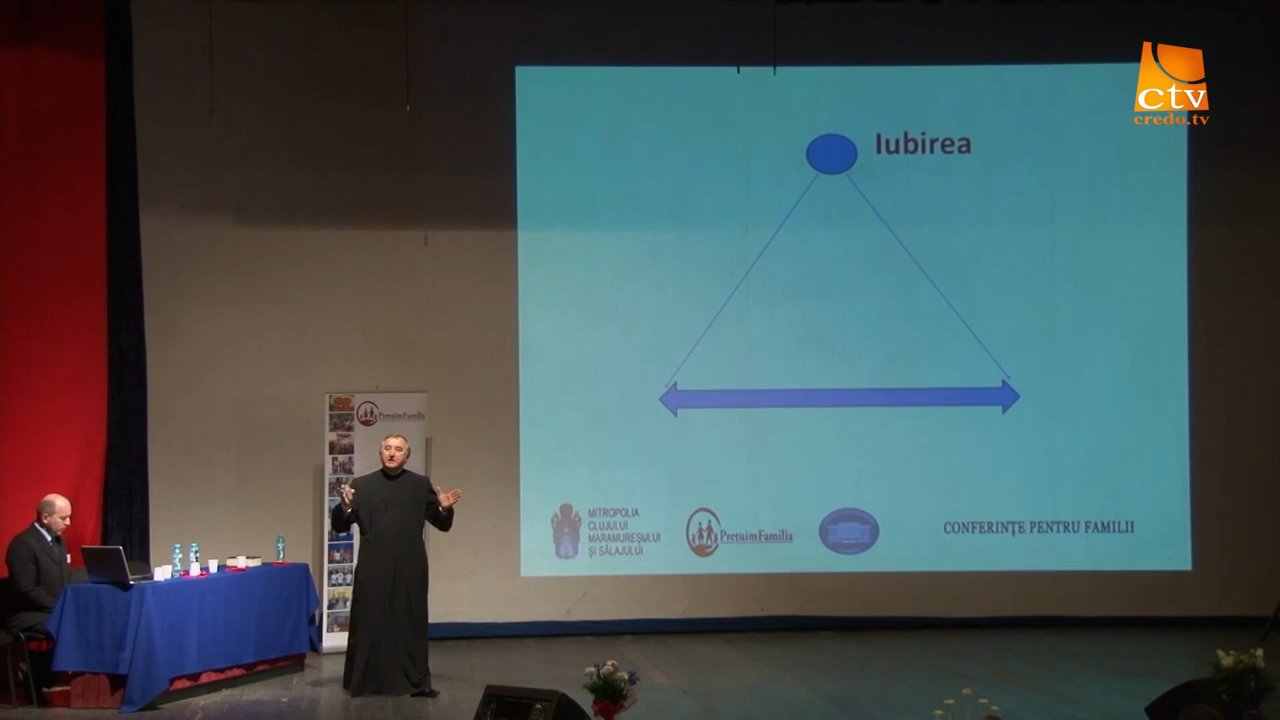 ctv
credo.tv
Iubirea
PretuimFamilia
MITROPOLIA
CLUJULUI
MARAMUREȘULUI
ȘI SĂLAJULUI
PretuimFamilia
CONFERINȚE PENTRU FAMILII